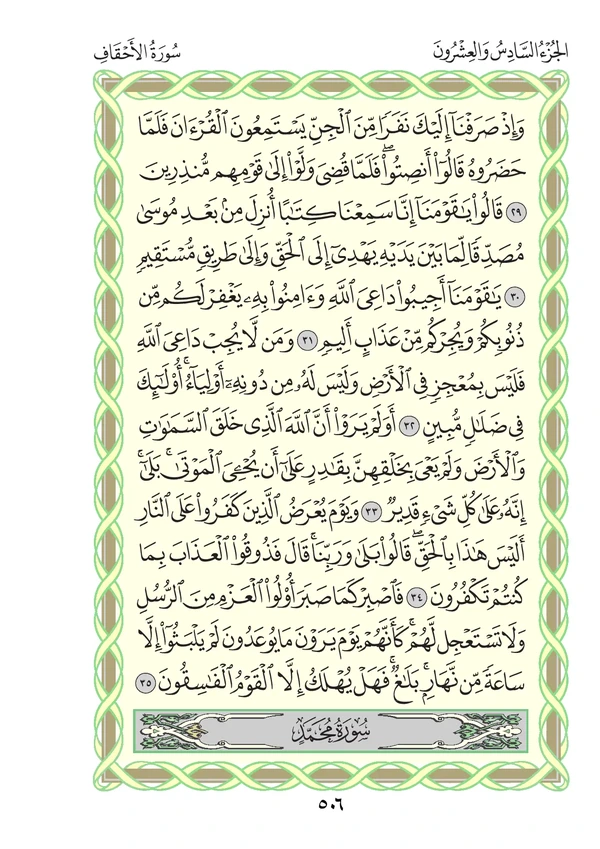 الجُزْءُ السَّادِسُ وَالعِشْرُونَ
سُورَةُ الأَحْقَافِ
وَإِذْ صَرَفْنَآ إِلَيْكَ نَفَرًا مِّنَ ٱلْجِنِّ يَسْتَمِعُونَ ٱلْقُرْءَانَ فَلَمَّا
حَضَرُوهُ قَالُوٓا۟ أَنصِتُوا۟ ۖ فَلَمَّا قُضِىَ وَلَّوْا۟ إِلَىٰ قَوْمِهِم مُّنذِرِينَ
٢٩ قَالُوا۟ يَـٰقَوْمَنَآ إِنَّا سَمِعْنَا كِتَـٰبًا أُنزِلَ مِنۢ بَعْدِ مُوسَىٰ
مُصَدِّقًا لِّمَا بَيْنَ يَدَيْهِ يَهْدِىٓ إِلَى ٱلْحَقِّ وَإِلَىٰ طَرِيقٍ مُّسْتَقِيمٍ
٣٠ يَـٰقَوْمَنَآ أَجِيبُوا۟ دَاعِىَ ٱللَّهِ وَءَامِنُوا۟ بِهِۦ يَغْفِرْ لَكُم مِّن
ذُنُوبِكُمْ وَيُجِرْكُم مِّنْ عَذَابٍ أَلِيمٍ ٣١ وَمَن لَّا يُجِبْ دَاعِىَ ٱللَّهِ
فَلَيْسَ بِمُعْجِزٍ فِى ٱلْأَرْضِ وَلَيْسَ لَهُۥ مِن دُونِهِۦٓ أَوْلِيَآءُ ۚ أُو۟لَـٰٓئِكَ
فِى ضَلَـٰلٍ مُّبِينٍ ٣٢ أَوَلَمْ يَرَوْا۟ أَنَّ ٱللَّهَ ٱلَّذِى خَلَقَ ٱلسَّمَـٰوَٰتِ
وَٱلْأَرْضَ وَلَمْ يَعْىَ بِخَلْقِهِنَّ بِقَـٰدِرٍ عَلَىٰٓ أَن يُحْـِۧىَ ٱلْمَوْتَىٰ ۚ بَلَىٰٓ
إِنَّهُۥ عَلَىٰ كُلِّ شَىْءٍ قَدِيرٌ ٣٣ وَيَوْمَ يُعْرَضُ ٱلَّذِينَ كَفَرُوا۟ عَلَى ٱلنَّارِ
أَلَيْسَ هَـٰذَا بِٱلْحَقِّ ۖ قَالُوا۟ بَلَىٰ وَرَبِّنَا ۚ قَالَ فَذُوقُوا۟ ٱلْعَذَابَ بِمَا
كُنتُمْ تَكْفُرُونَ ٣٤ فَٱصْبِرْ كَمَا صَبَرَ أُو۟لُوا۟ ٱلْعَزْمِ مِنَ ٱلرُّسُلِ
وَلَا تَسْتَعْجِل لَّهُمْ ۚ كَأَنَّهُمْ يَوْمَ يَرَوْنَ مَا يُوعَدُونَ لَمْ يَلْبَثُوٓا۟ إِلَّا
سَاعَةً مِّن نَّهَارٍۭ ۚ بَلَـٰغٌ ۚ فَهَلْ يُهْلَكُ إِلَّا ٱلْقَوْمُ ٱلْفَـٰسِقُونَ ٣٥
سُورَةُ مُحَمَّدٍ
٥٠٦